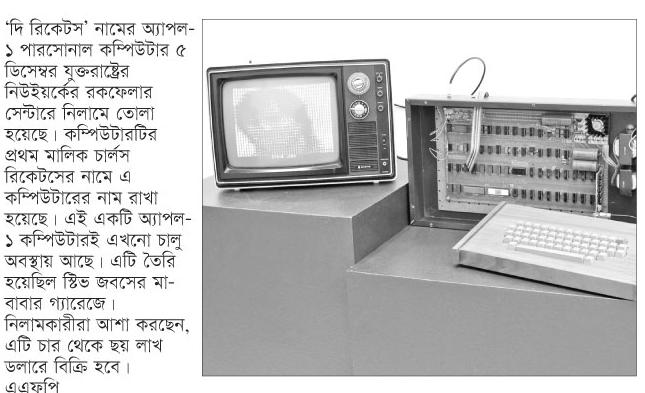 ‘দি রিকেটস’ নামের অ্যাপল-
১ পারসোনাল কম্পিউটার ৫
ডিসেম্বর যুক্তরাষ্ট্রের
নিউইয়র্কের রকফেলার
সেন্টারে নিলামে তোলা
হয়েছে। কম্পিউটারটির
প্রথম মালিক চার্লস
রিকেটসের নামে এ
কম্পিউটারের নাম রাখা
হয়েছে। এই একটি অ্যাপল-
১ কম্পিউটারই এখনো চালু
অবস্থায় আছে। এটি তৈরি
হয়েছিল স্টিভ জবসের মা-
বাবার গ্যারেজে।
নিলামকারীরা আশা করছেন,
এটি চার থেকে ছয় লাখ
ডলারে বিক্রি হবে।
এএফপি